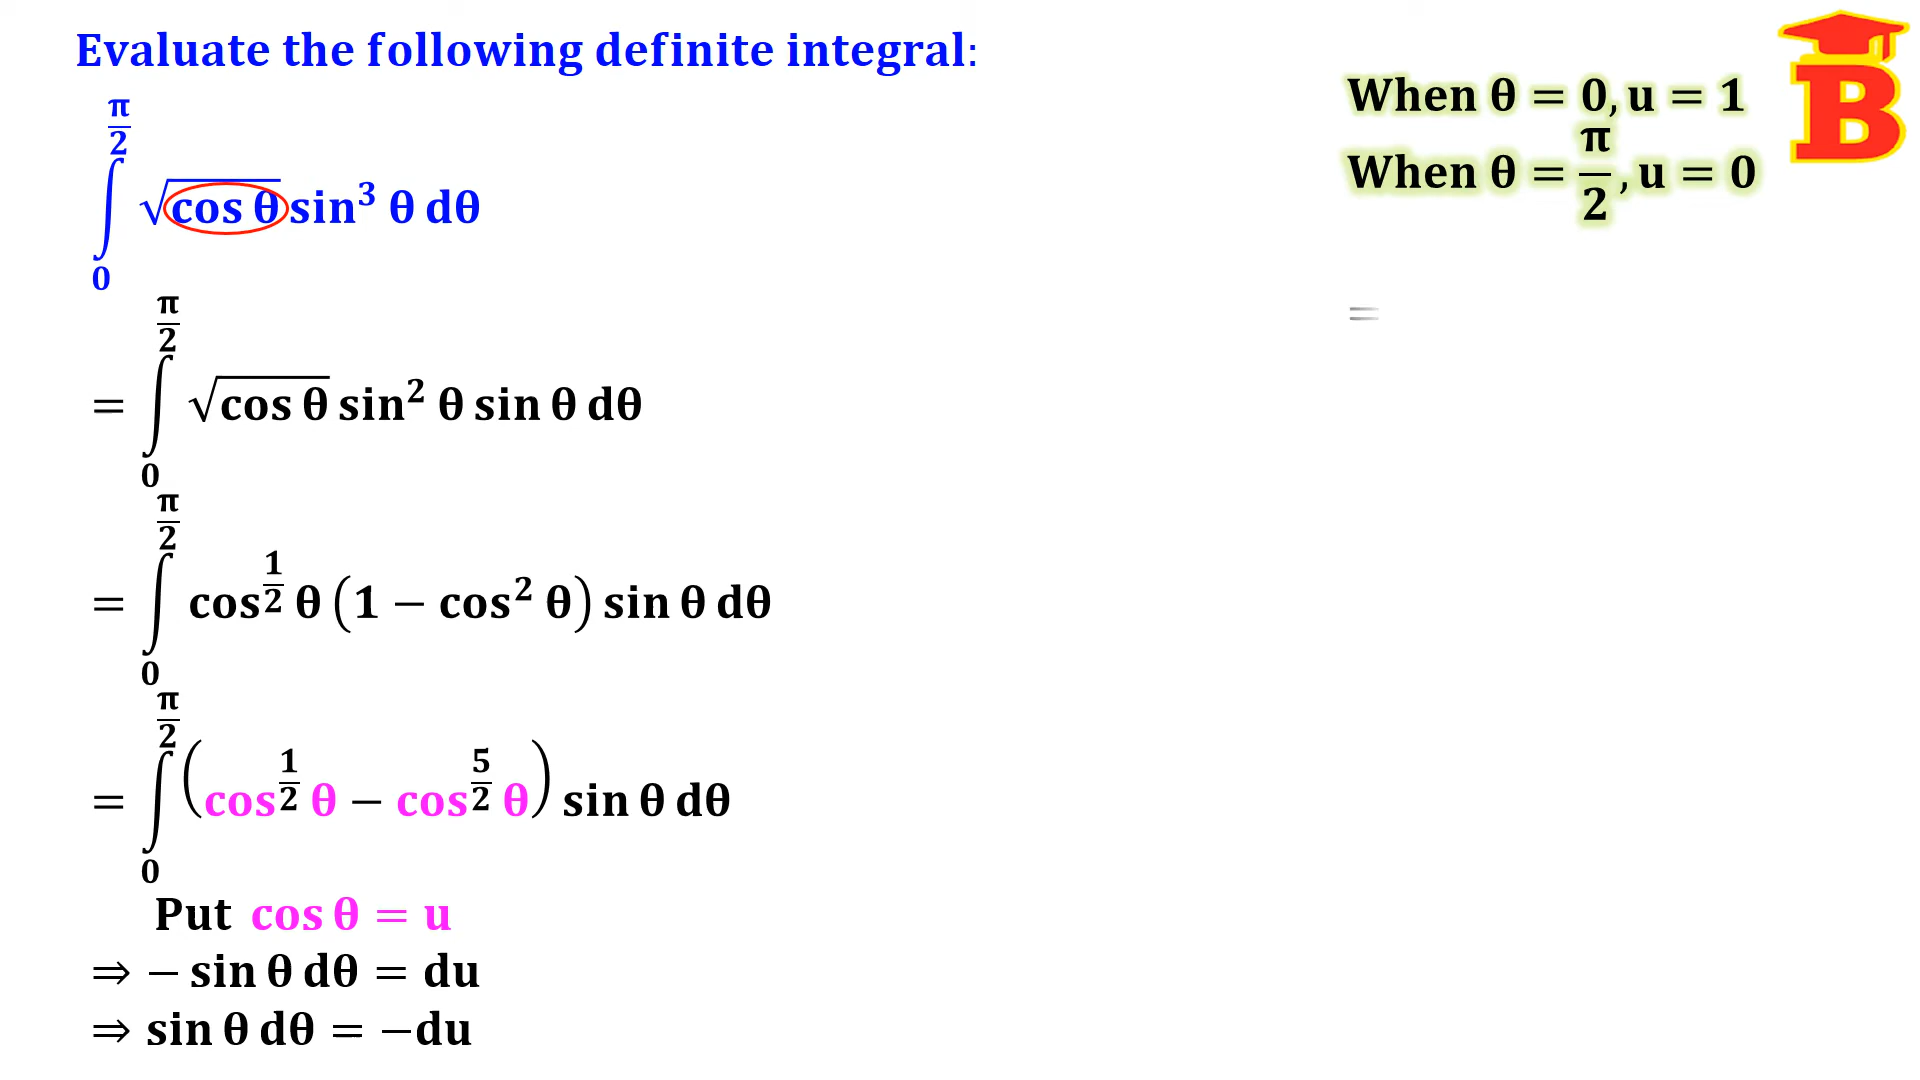 Evaluate the following definite integral:
∫₀^(π/2) √(cos θ) sin³ θ dθ
= ∫₀^(π/2) √(cos θ) sin² θ sin θ dθ
= ∫₀^(π/2) cos^(1/2) θ (1 − cos² θ) sin θ dθ
= ∫₀^(π/2) (cos^(1/2) θ − cos^(5/2) θ) sin θ dθ
Put cos θ = u
⇒ − sin θ dθ = du
⇒ sin θ dθ = −du
When θ = 0, u = 1
When θ = π/2, u = 0
=
B